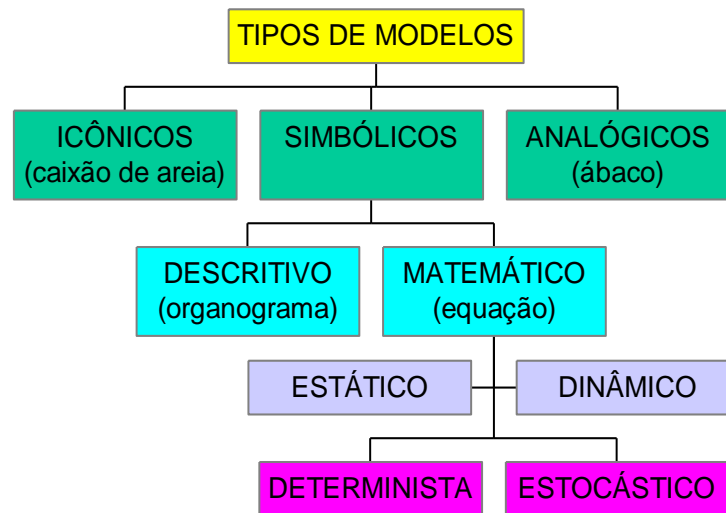 TIPOS DE MODELOS
ICÔNICOS
(caixão de areia)
SIMBÓLICOS
ANALÓGICOS
(ábaco)
DESCRITIVO
(organograma)
MATEMÁTICO
(equação)
ESTÁTICO
DINÂMICO
DETERMINISTA
ESTOCÁSTICO